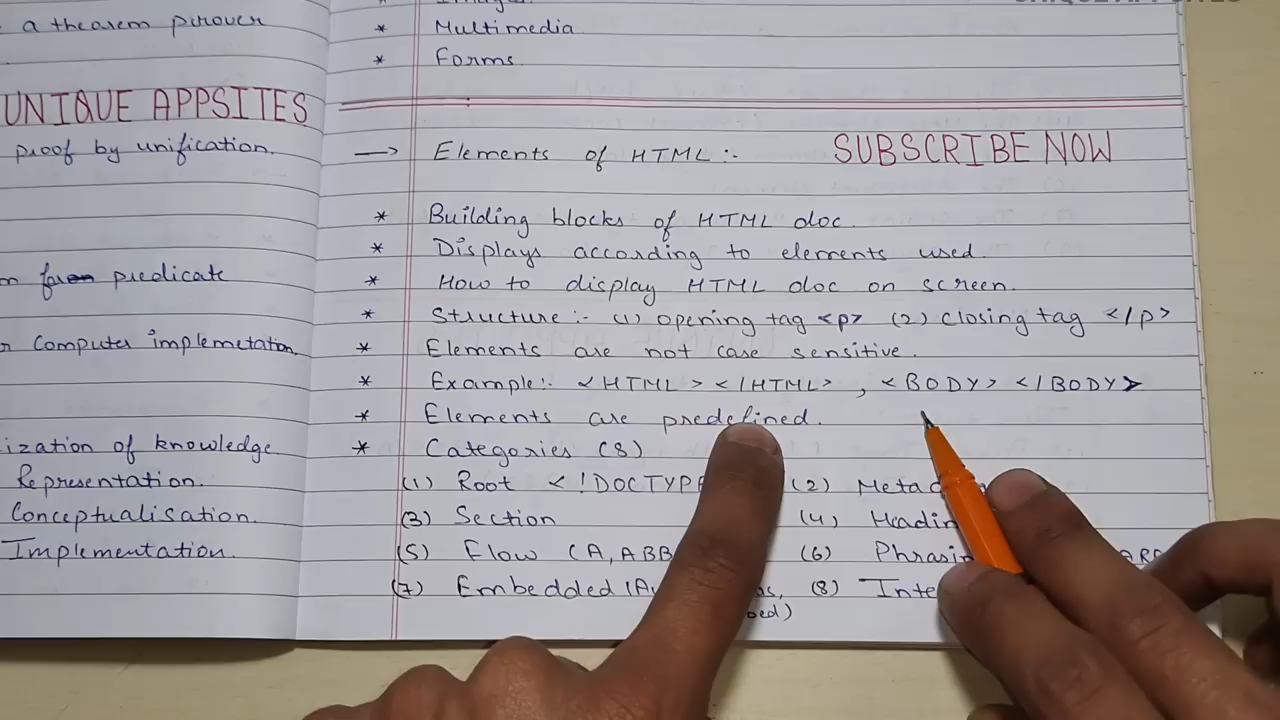 a theorem pirover
UNIQUE APPSITES
proof by unification.
predicate
computer implemetation.
ization of knowledge
Representation.
Conceptualisation.
Implementation.
* Multimedia
* Forms
→ Elements of HTML :-
SUBSCRIBE NOW
* Building blocks of HTML doc.
* Displays according to elements used.
* How to display HTML doc on screen.
* Structure :- (1) opening tag <p> (2) closing tag </p>
* Elements are not case sensitive.
* Example :- <HTML></HTML>, <BODY></BODY>
* Elements are predefined.
* Categories (8)
(1) Root <!DOCTYP (2) Meta
(3) Section (4) Headin
(5) Flow (A, ABB (6) Phrasin
(7) Embedded (8) Inte